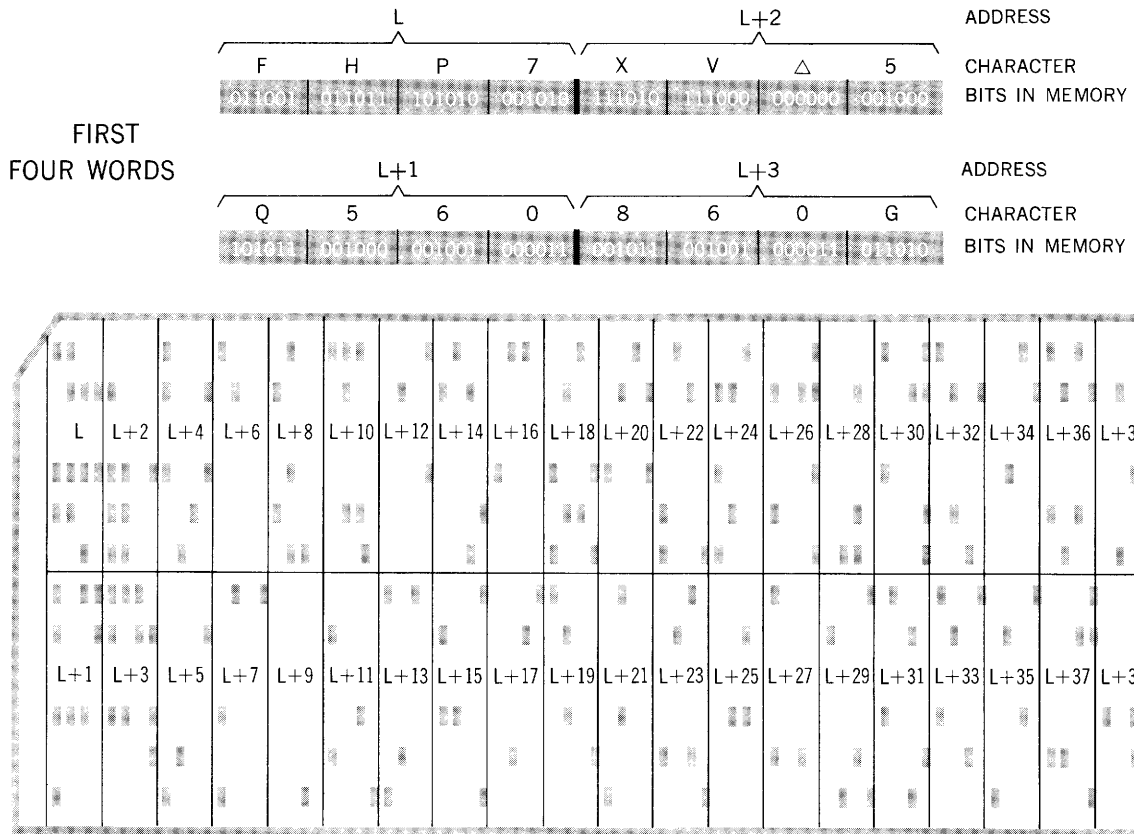 L L+2 ADDRESS
F H P 7 X V △ 5 CHARACTER
011001 011011 101010 001010 111010 111000 000000 001000 BITS IN MEMORY
FIRST
FOUR WORDS
L+1 L+3 ADDRESS
Q 5 6 0 8 6 0 G CHARACTER
101011 001000 001001 000011 001011 001001 000011 011010 BITS IN MEMORY
L L+2 L+4 L+6 L+8 L+10 L+12 L+14 L+16 L+18 L+20 L+22 L+24 L+26 L+28 L+30 L+32 L+34 L+36
L+1 L+3 L+5 L+7 L+9 L+11 L+13 L+15 L+17 L+19 L+21 L+23 L+25 L+27 L+29 L+31 L+33 L+35 L+37